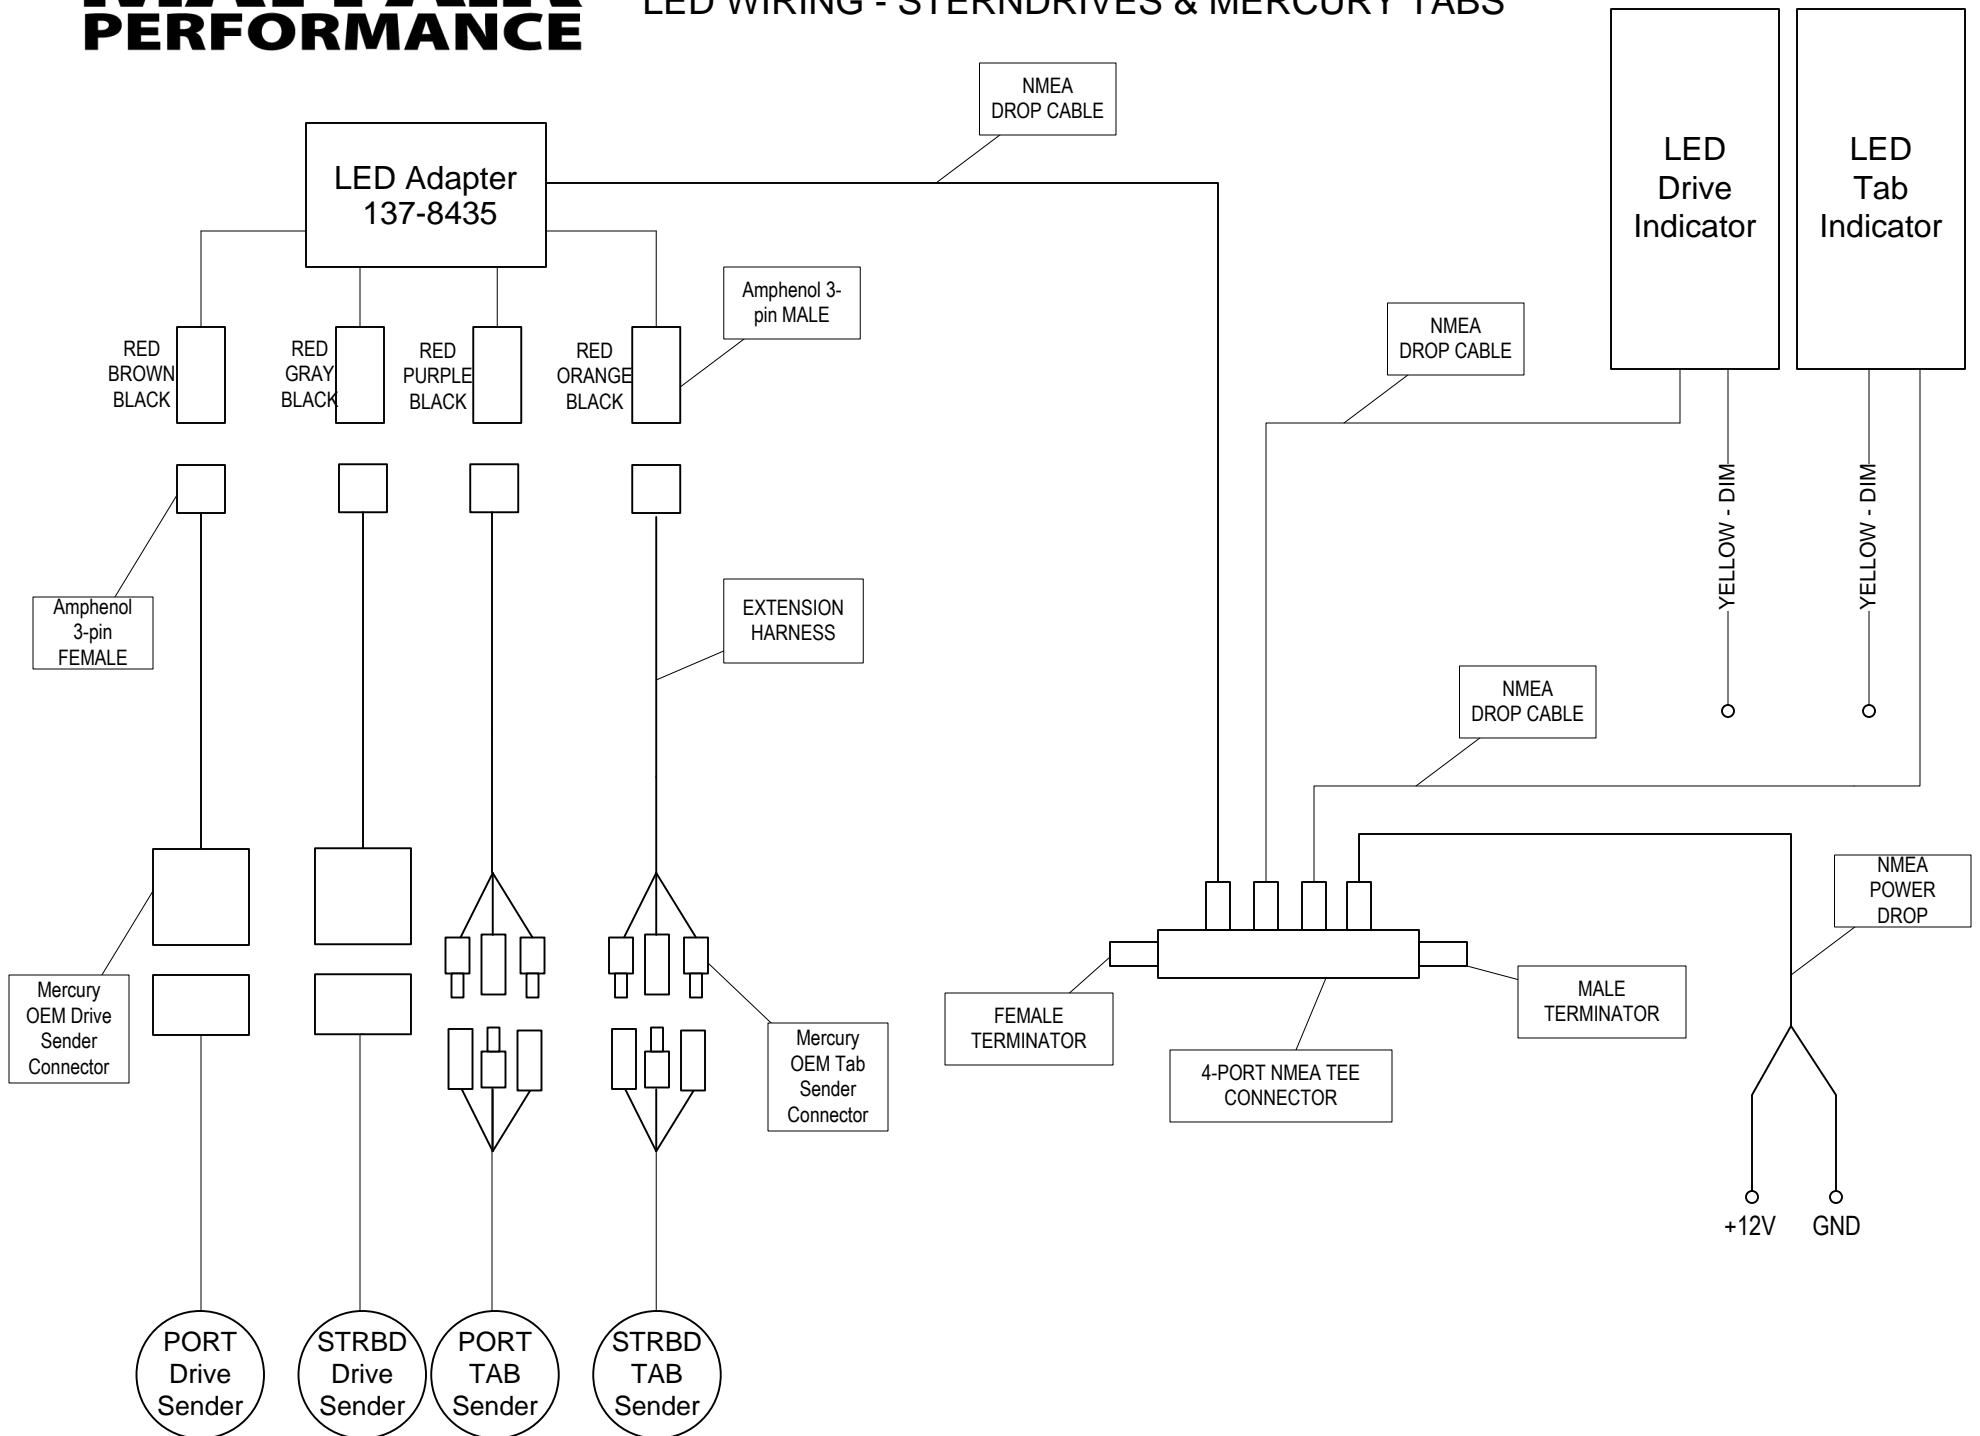 PERFORMANCE
LED WIRING - STERNDRIVES & MERCURY TABS
NMEA
DROP CABLE
LED Adapter
137-8435
LED
Drive
Indicator
LED
Tab
Indicator
Amphenol 3-
pin MALE
NMEA
DROP CABLE
RED
BROWN
BLACK
RED
GRAY
BLACK
RED
PURPLE
BLACK
RED
ORANGE
BLACK
YELLOW - DIM
YELLOW - DIM
Amphenol
3-pin
FEMALE
EXTENSION
HARNESS
NMEA
DROP CABLE
NMEA
POWER
DROP
Mercury
OEM Drive
Sender
Connector
Mercury
OEM Tab
Sender
Connector
FEMALE
TERMINATOR
MALE
TERMINATOR
4-PORT NMEA TEE
CONNECTOR
+12V
GND
PORT
Drive
Sender
STRBD
Drive
Sender
PORT
TAB
Sender
STRBD
TAB
Sender